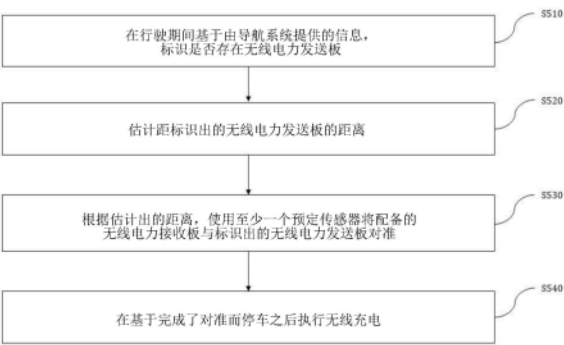 S510
在行驶期间基于由导航系统提供的信息，
标识是否存在无线电力发送板
S520
估计距标识出的无线电力发送板的距离
S530
根据估计出的距离，使用至少一个预定传感器将配备的
无线电力接收板与标识出的无线电力发送板对准
S540
在基于完成了对准而停车之后执行无线充电